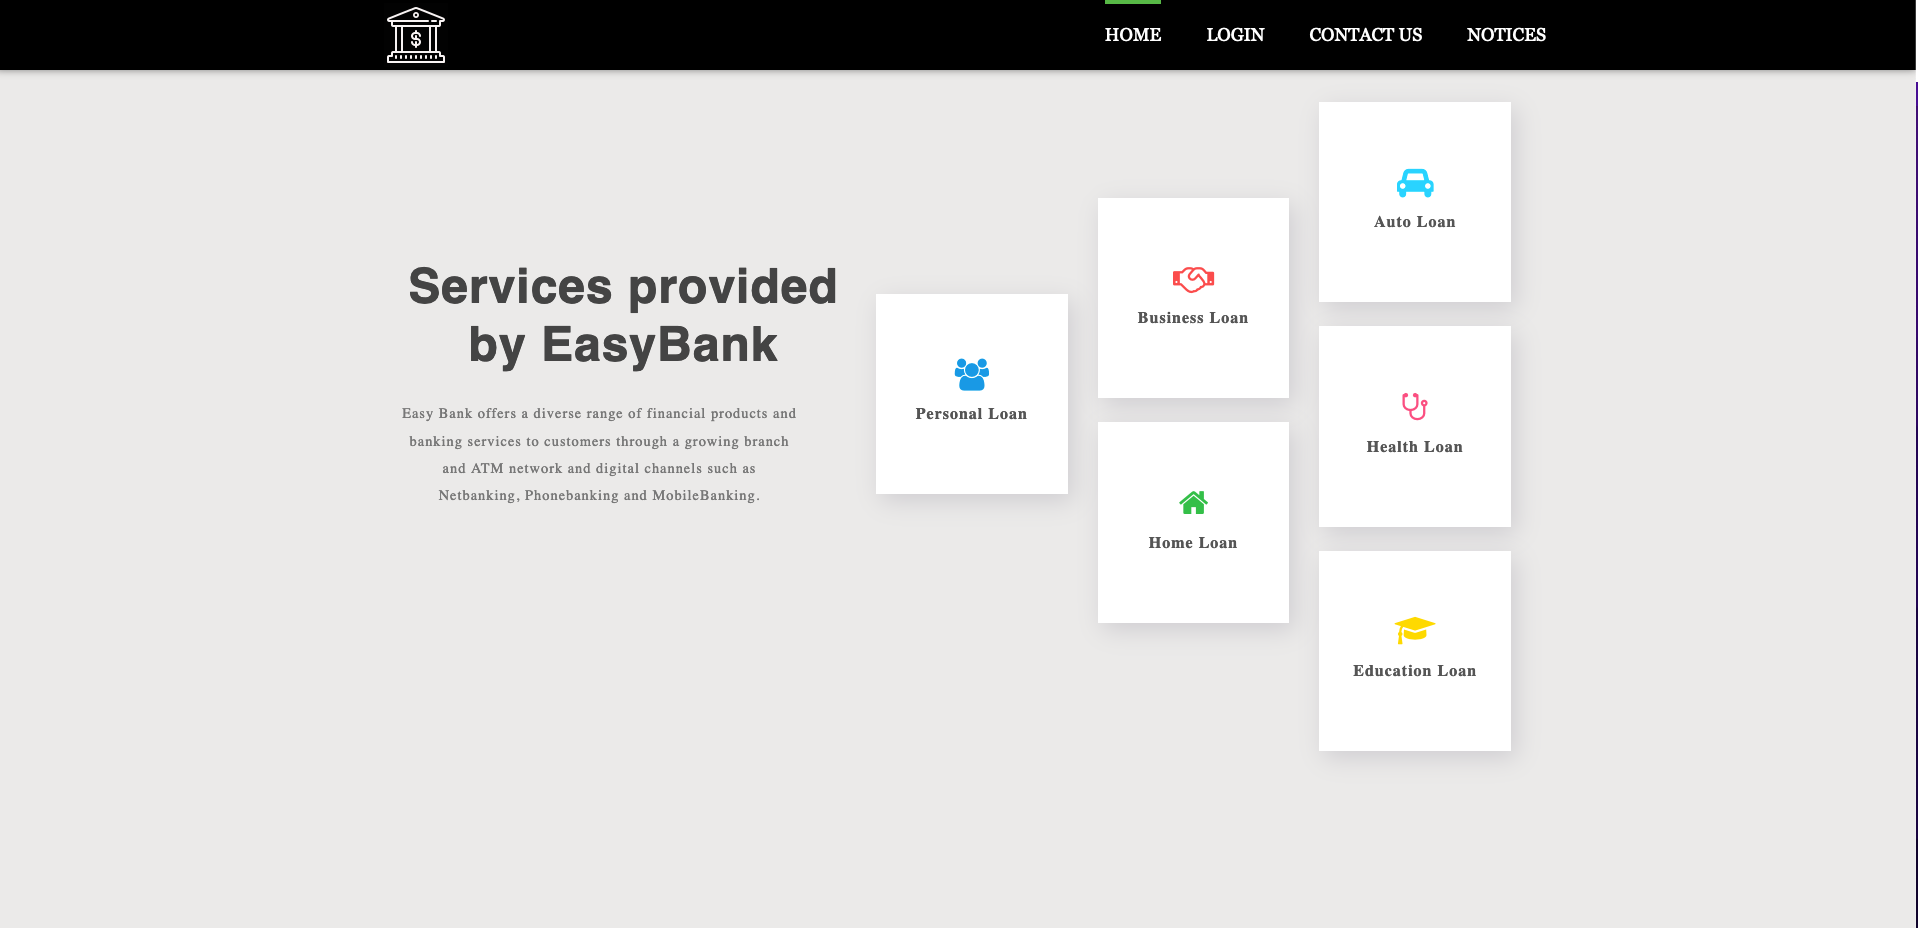 $
HOME
LOGIN
CONTACT US
NOTICES
Services provided
by EasyBank
Easy Bank offers a diverse range of financial products and
banking services to customers through a growing branch
and ATM network and digital channels such as
Netbanking, Phonebanking and MobileBanking.
Personal Loan
Business Loan
Home Loan
Auto Loan
Health Loan
Education Loan